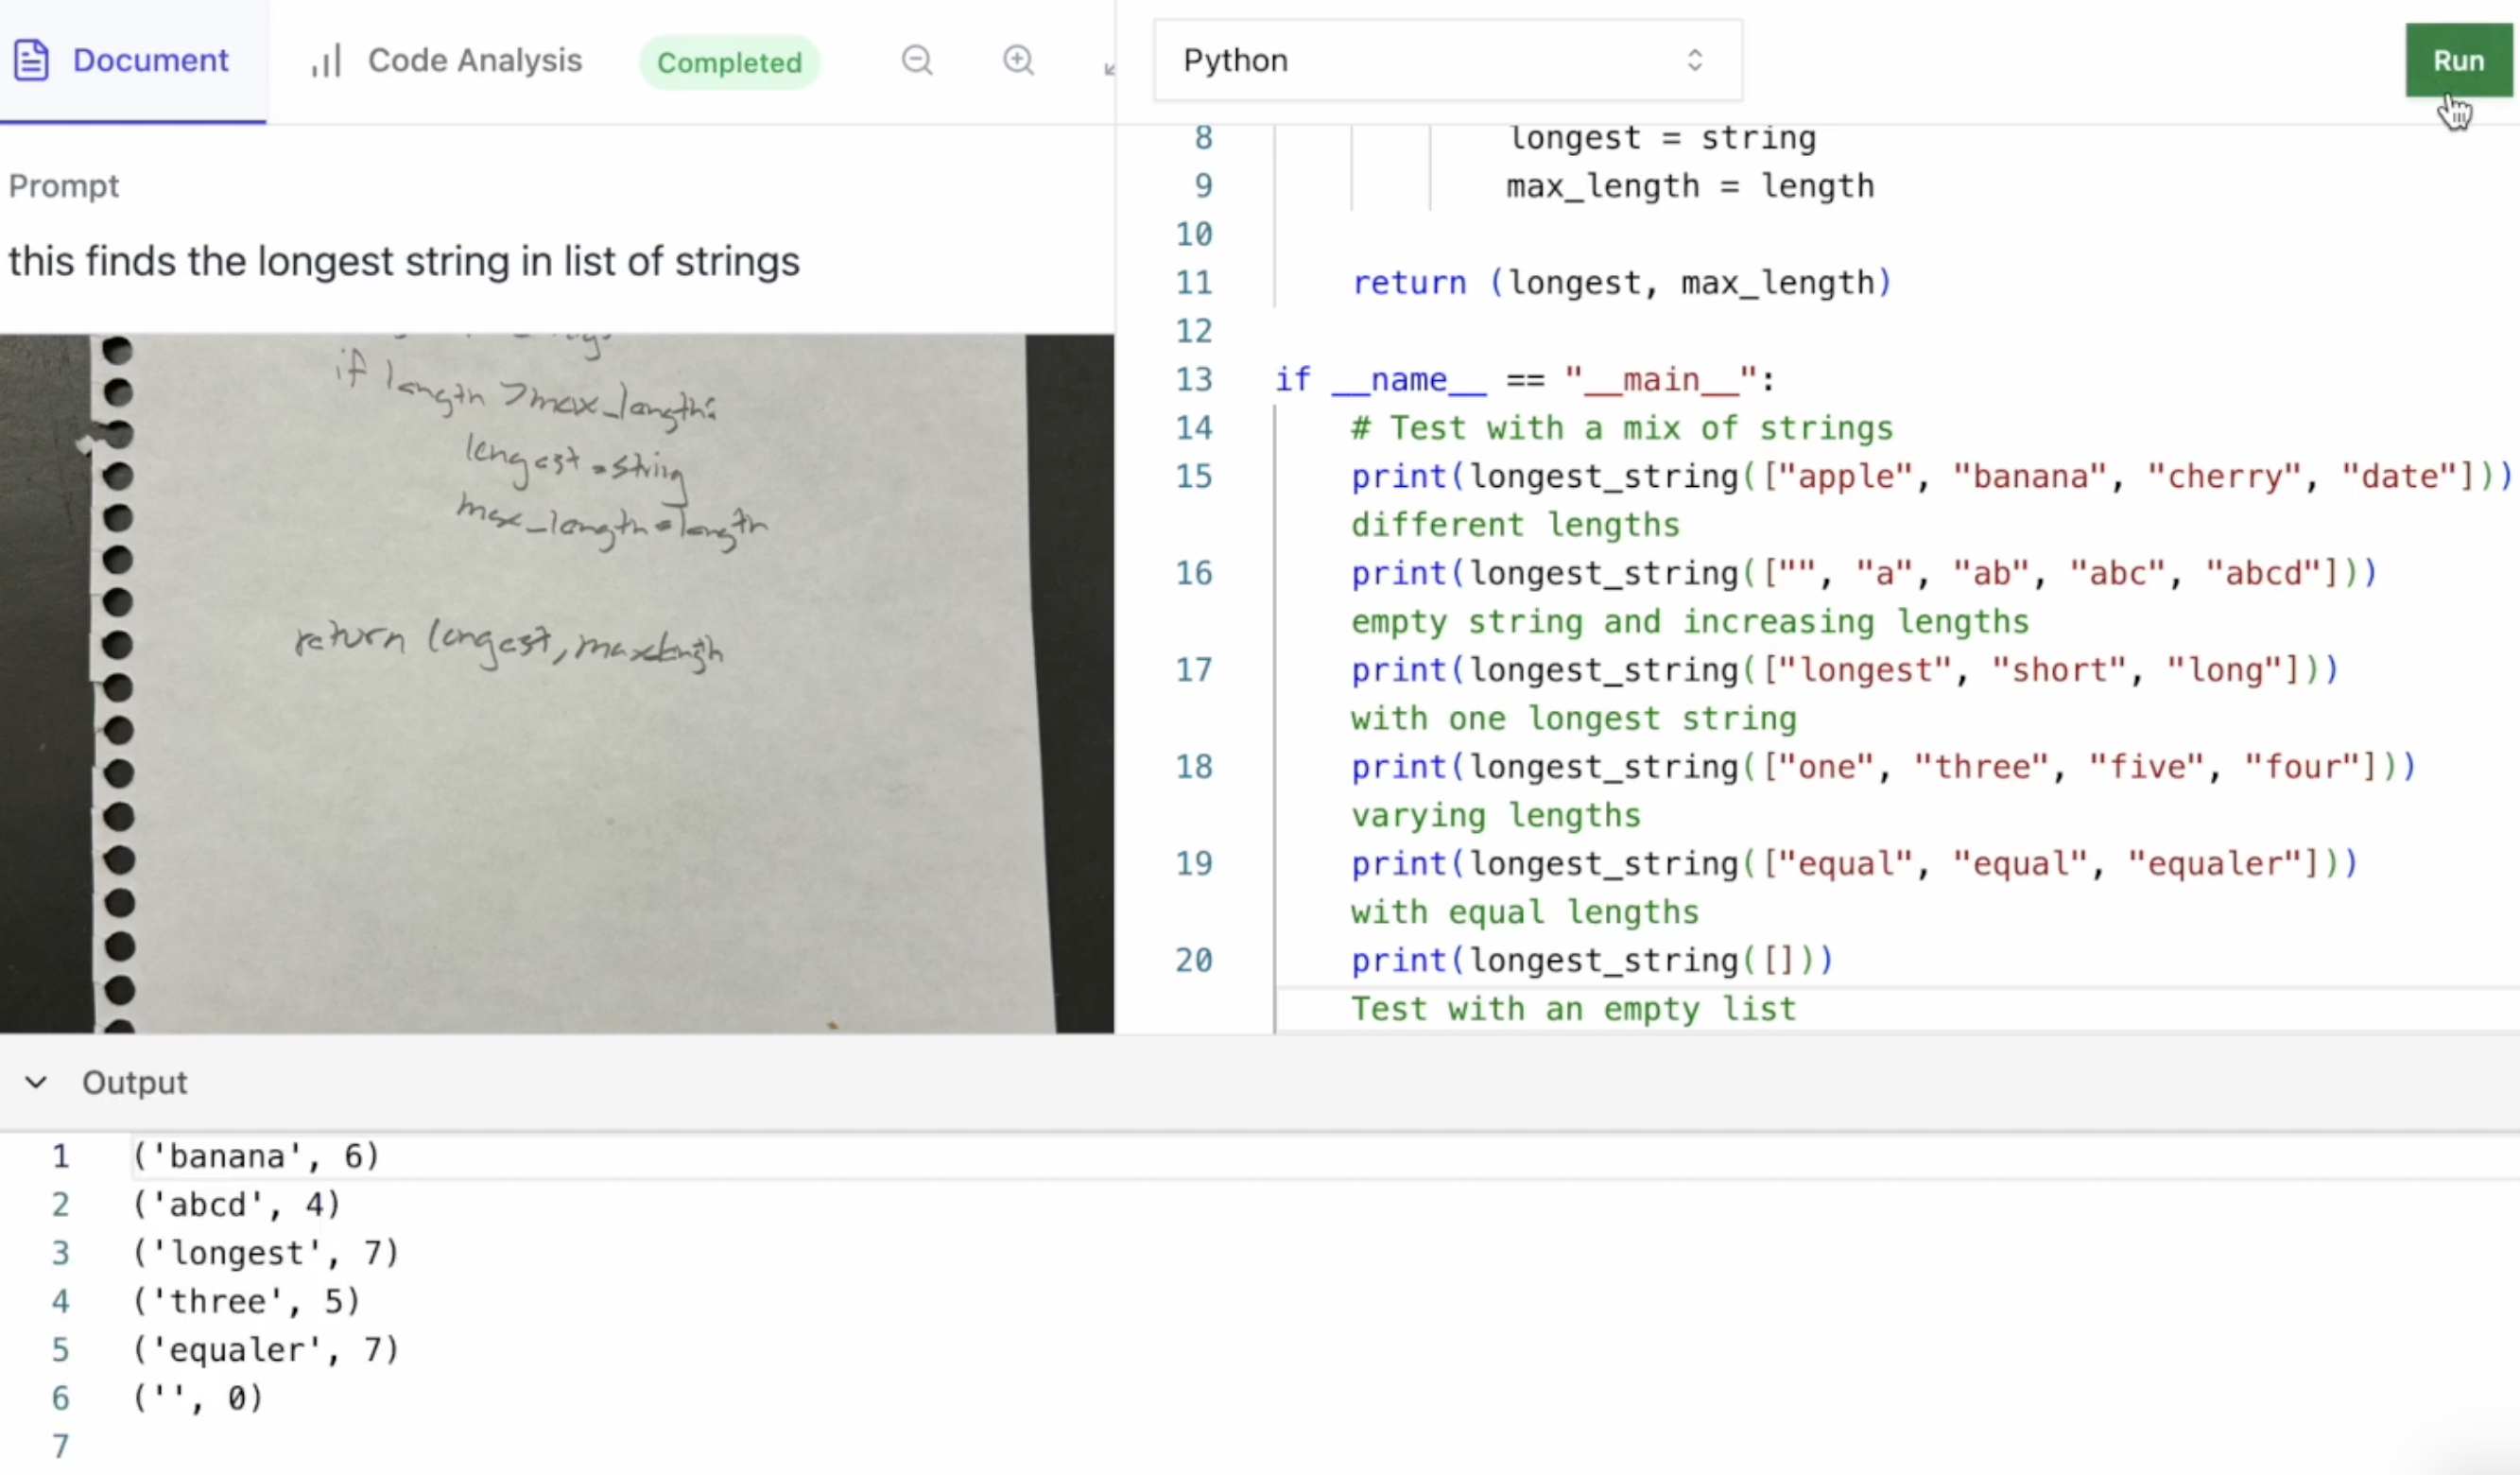 Document
Code Analysis
Completed
Prompt
this finds the longest string in list of strings
if length >max_length:
longest=string
max_length=length
return longest, maxlength
Python
Run
8 longest = string
9 max_length = length
10
11 return (longest, max_length)
12
13 if __name__ == "__main__":
14 # Test with a mix of strings
15 print(longest_string(["apple", "banana", "cherry", "date"]))
different lengths
16 print(longest_string(["", "a", "ab", "abc", "abcd"]))
empty string and increasing lengths
17 print(longest_string(["longest", "short", "long"]))
with one longest string
18 print(longest_string(["one", "three", "five", "four"]))
varying lengths
19 print(longest_string(["equal", "equal", "equaler"]))
with equal lengths
20 print(longest_string([]))
Test with an empty list
Output
1 ('banana', 6)
2 ('abcd', 4)
3 ('longest', 7)
4 ('three', 5)
5 ('equaler', 7)
6 ('', 0)
7